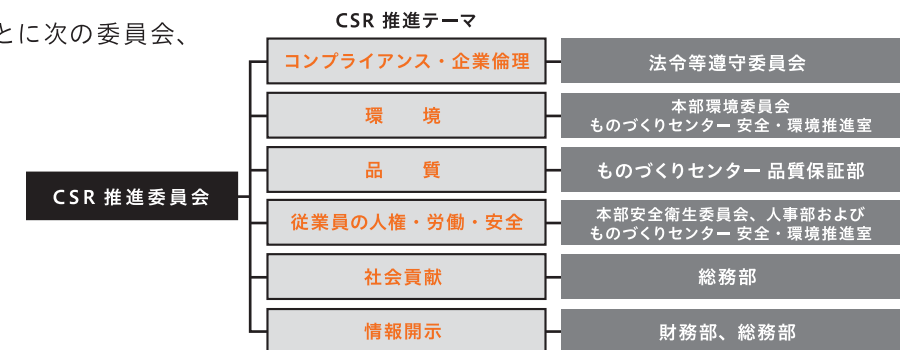 とに次の委員会、
CSR 推進テーマ
CSR 推進委員会
コンプライアンス・企業倫理
法令等遵守委員会
環　境
本部環境委員会
ものづくりセンター 安全・環境推進室
品　質
ものづくりセンター 品質保証部
従業員の人権・労働・安全
本部安全衛生委員会、人事部および
ものづくりセンター 安全・環境推進室
社会貢献
総務部
情報開示
財務部、総務部